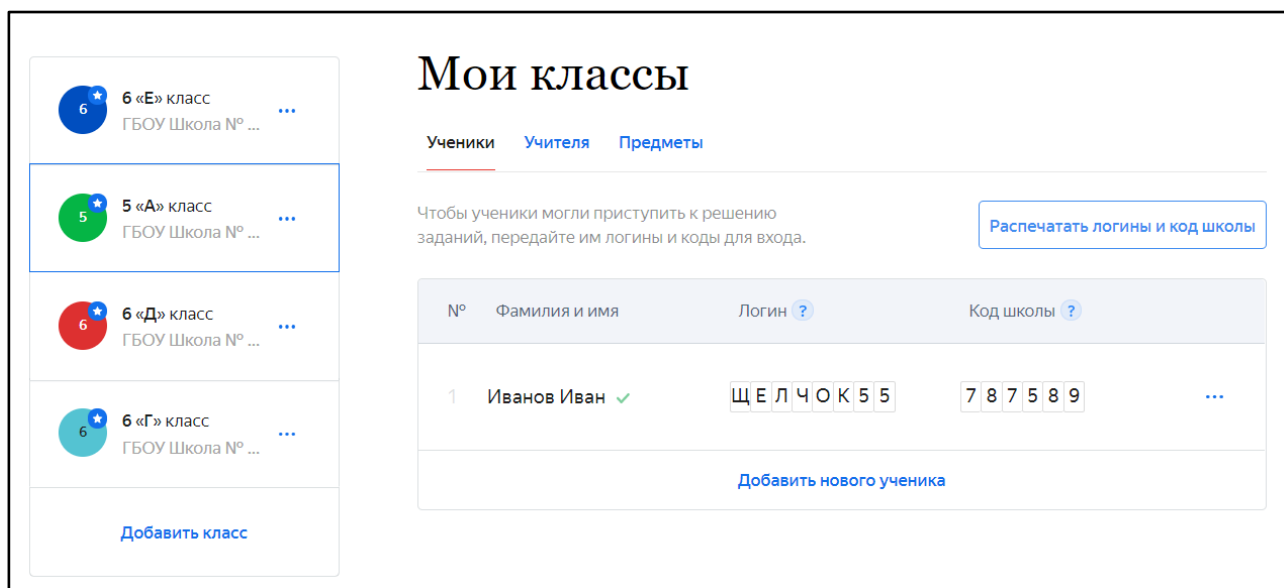 6
6 «Е» класс
ГБОУ Школа № ...
5
5 «А» класс
ГБОУ Школа № ...
6
6 «Д» класс
ГБОУ Школа № ...
6
6 «Г» класс
ГБОУ Школа № ...
Добавить класс
Мои классы
Ученики Учителя Предметы
Чтобы ученики могли приступить к решению
заданий, передайте им логины и коды для входа.
Распечатать логины и код школы
№ Фамилия и имя Логин ? Код школы ?
1 Иванов Иван ЩЕЛЧОК55 787589
Добавить нового ученика